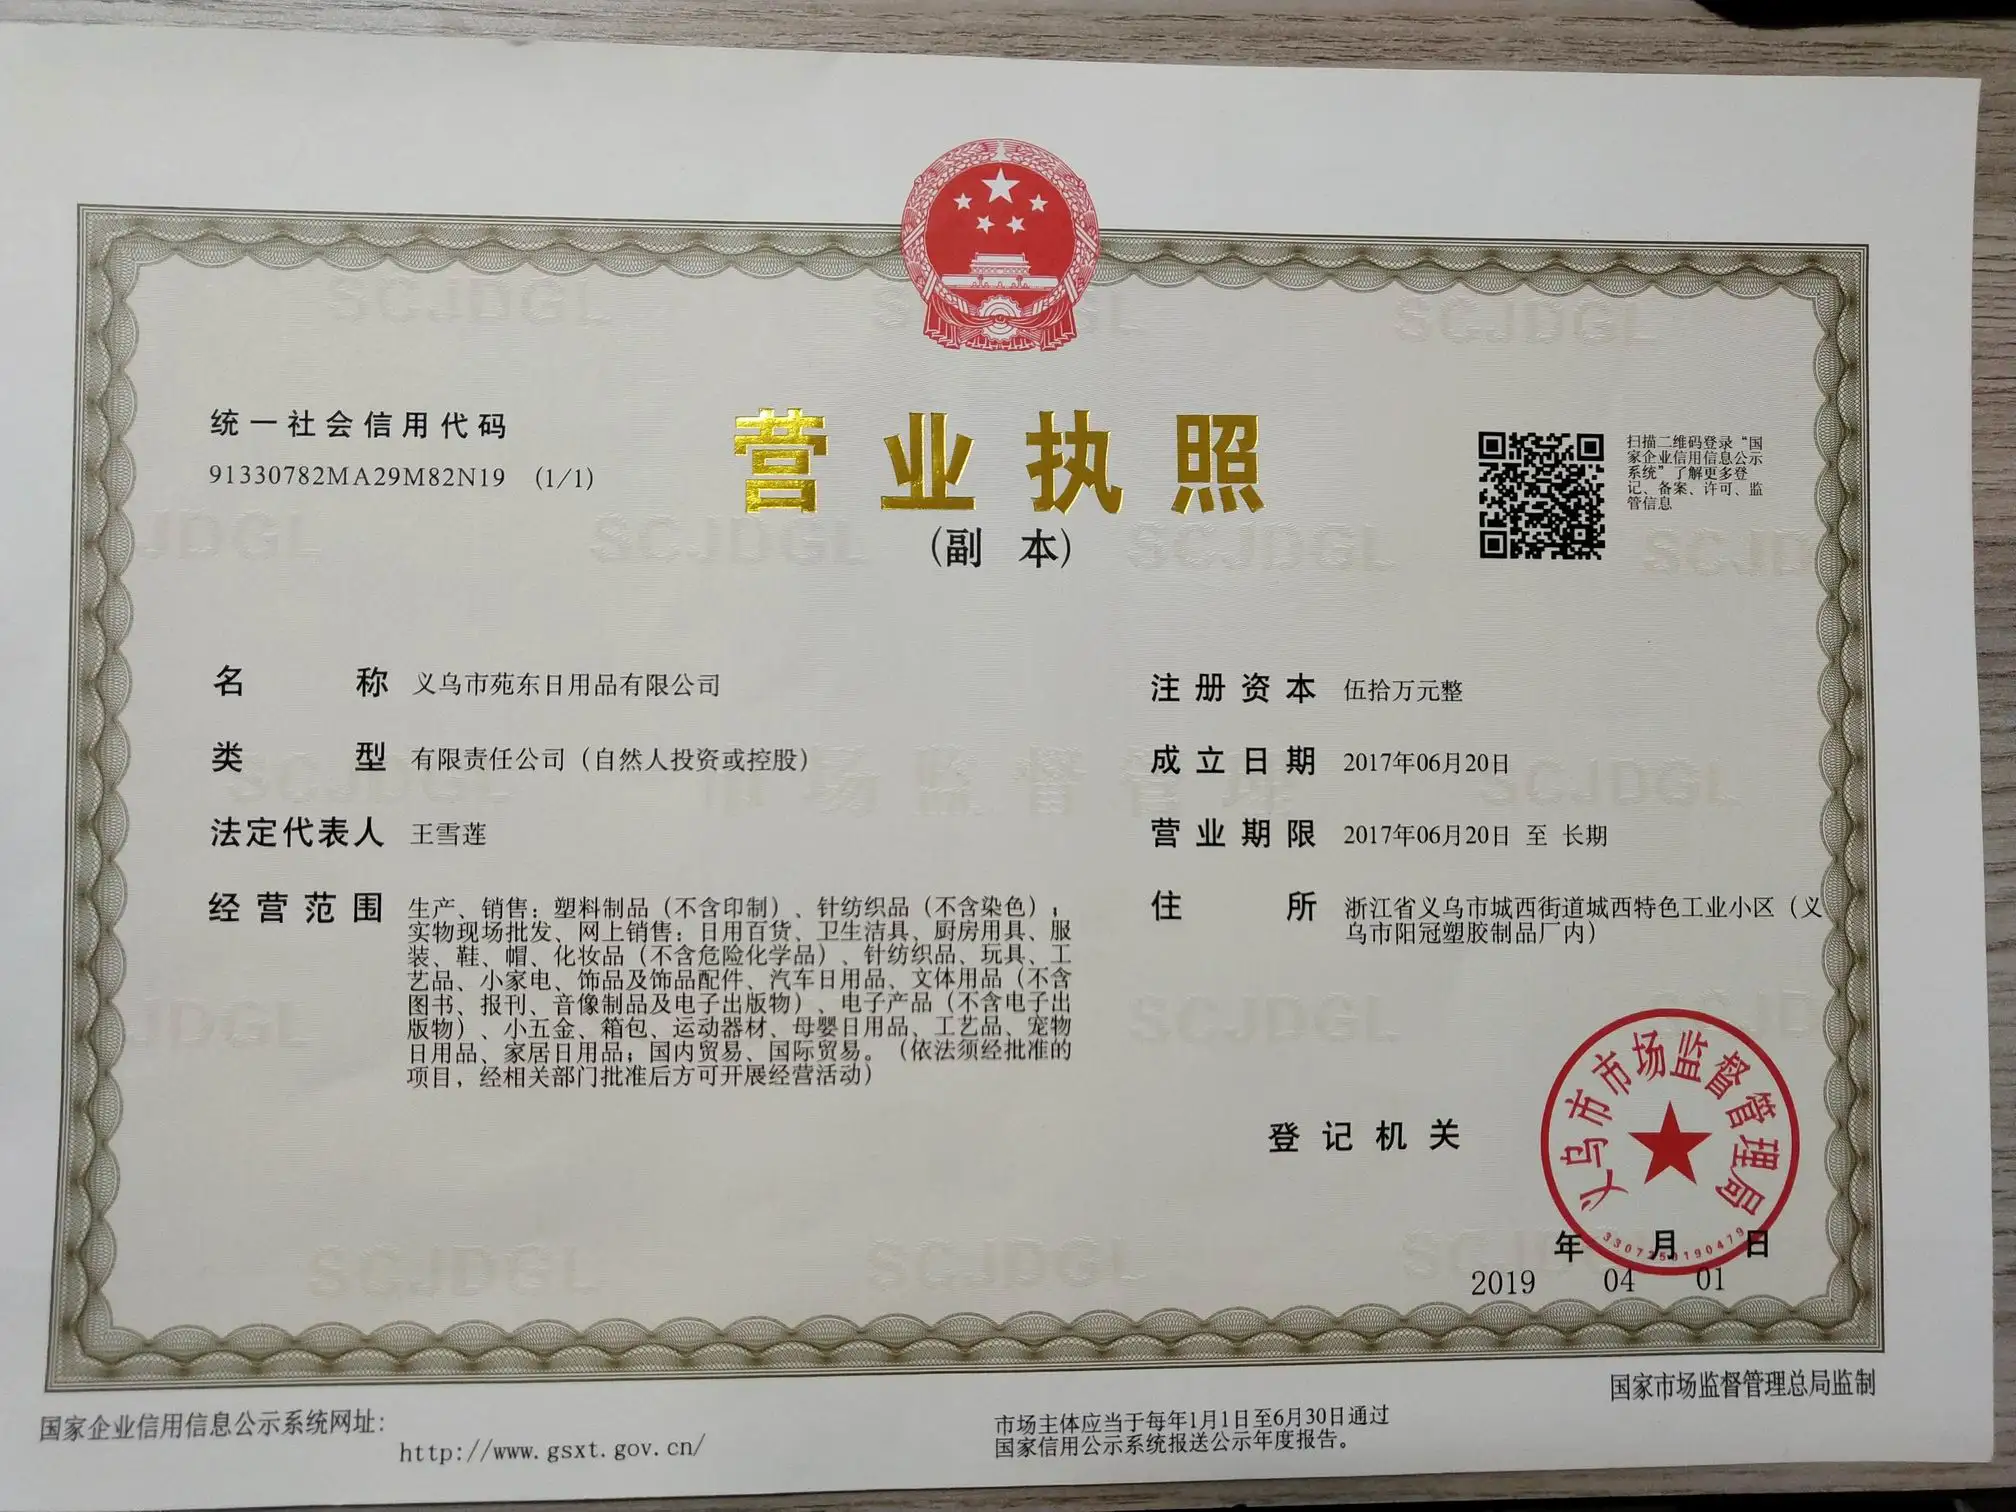 统一社会信用代码
91330782MA29M82N19 (1/1)
营业执照
(副 本)
扫描二维码登录“国
家企业信用信息公示
系统”了解更多登
记、备案、许可、监
管信息
名 称 义乌市苑东日用品有限公司
类 型 有限责任公司（自然人投资或控股）
法定代表人 王雪莲
经营范围 生产、销售：塑料制品（不含印制）、针纺织品（不含染色）；
实物现场批发、网上销售：日用百货、卫生洁具、厨房用具、服
装、鞋、帽、化妆品（不含危险化学品）、针纺织品、玩具、工
艺品、小家电、饰品及饰品配件、汽车日用品、文体用品（不含
图书、报刊、音像制品及电子出版物）、电子产品（不含电子出
版物）、小五金、箱包、运动器材、母婴日用品、工艺品、宠物
日用品、家居日用品；国内贸易、国际贸易。（依法须经批准的
项目，经相关部门批准后方可开展经营活动）
注册资本 伍拾万元整
成立日期 2017年06月20日
营业期限 2017年06月20日 至 长期
住 所 浙江省义乌市城西街道城西特色工业小区（义
乌市阳冠塑胶制品厂内）
登记机关
义乌市市场监督管理局
年 月 日
2019 04 01
国家企业信用信息公示系统网址：
http://www.gsxt.gov.cn/
市场主体应当于每年1月1日至6月30日通过
国家信用公示系统报送公示年度报告。
国家市场监督管理总局监制
SCJDGL
市场监督管理